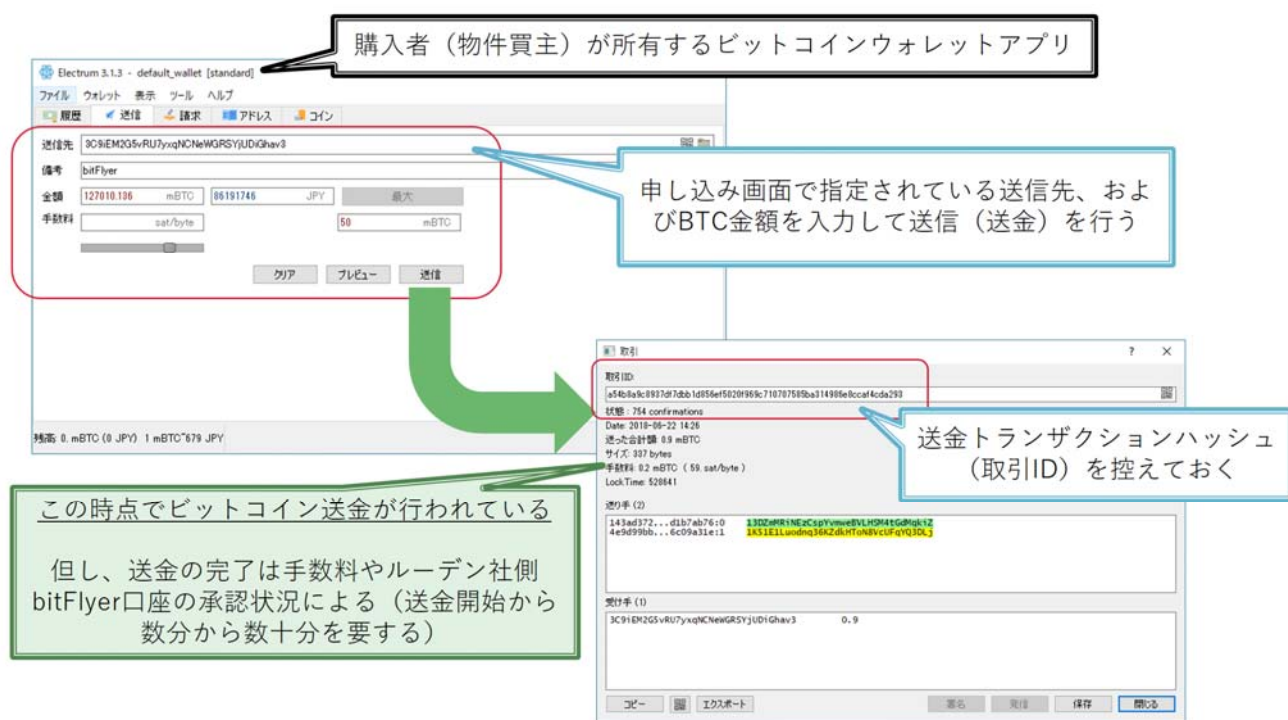 購入者（物件買主）が所有するビットコインウォレットアプリ
Electrum 3.1.3 - default_wallet [standard]
ファイル ウォレット 表示 ツール ヘルプ
履歴 送信 請求 アドレス コイン
送信先 3C9iEM2G5vRU7yxqNCNeWGRSYjUDiGhav3
備考 bitFlyer
金額 127010.136 mBTC 86191746 JPY 最大
手数料 sat/byte 50 mBTC
クリア プレビュー 送信
申し込み画面で指定されている送信先、およ
びBTC金額を入力して送信（送金）を行う
残高: 0. mBTC (0 JPY) 1 mBTC~679 JPY
取引 ? ×
取引ID:
a54b8a9c8937df7dbb1d856ef5020f969c710707585ba314986e8ccaf4cda293
状態 : 754 confirmations
Date: 2018-06-22 14:26
送った合計額: 0.9 mBTC
サイズ: 337 bytes
手数料: 0.2 mBTC ( 59. sat/byte )
LockTime: 528641
送金トランザクションハッシュ
（取引ID）を控えておく
送り手 (2)
143ad372...d1b7ab76:0 13DZmMRiNEzCspYvmweBVLHSM4tGdMqkiZ
4e9d99bb...6c09a31e:1 1K51E1Luodnq36KZdkHToNBVcUFqYQ3DLj
受け手 (1)
3C9iEM2G5vRU7yxqNCNeWGRSYjUDiGhav3 0.9
コピー エクスポート 署名 発信 保存 閉じる
この時点でビットコイン送金が行われている
但し、送金の完了は手数料やルーデン社側
bitFlyer口座の承認状況による（送金開始から
数分から数十分を要する）